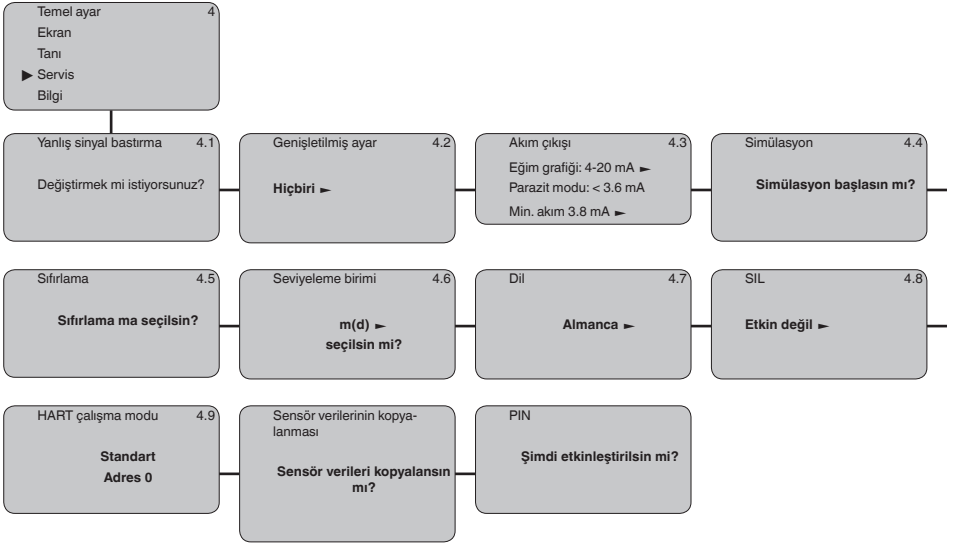 Temel ayar 4
Ekran
Tanı
▶ Servis
Bilgi
Yanlış sinyal bastırma 4.1
Değiştirmek mi istiyorsunuz?
Genişletilmiş ayar 4.2
Hiçbiri ►
Akım çıkışı 4.3
Eğim grafiği: 4-20 mA ►
Parazit modu: < 3.6 mA
Min. akım 3.8 mA ►
Simülasyon 4.4
Simülasyon başlasın mı?
Sıfırlama 4.5
Sıfırlama ma seçilsin?
Seviyeleme birimi 4.6
m(d) ►
seçilsin mi?
Dil 4.7
Almanca ►
SIL 4.8
Etkin değil ►
HART çalışma modu 4.9
Standart
Adres 0
Sensör verilerinin kopya-
lanması
Sensör verileri kopyalansın
mı?
PIN
Şimdi etkinleştirilsin mi?